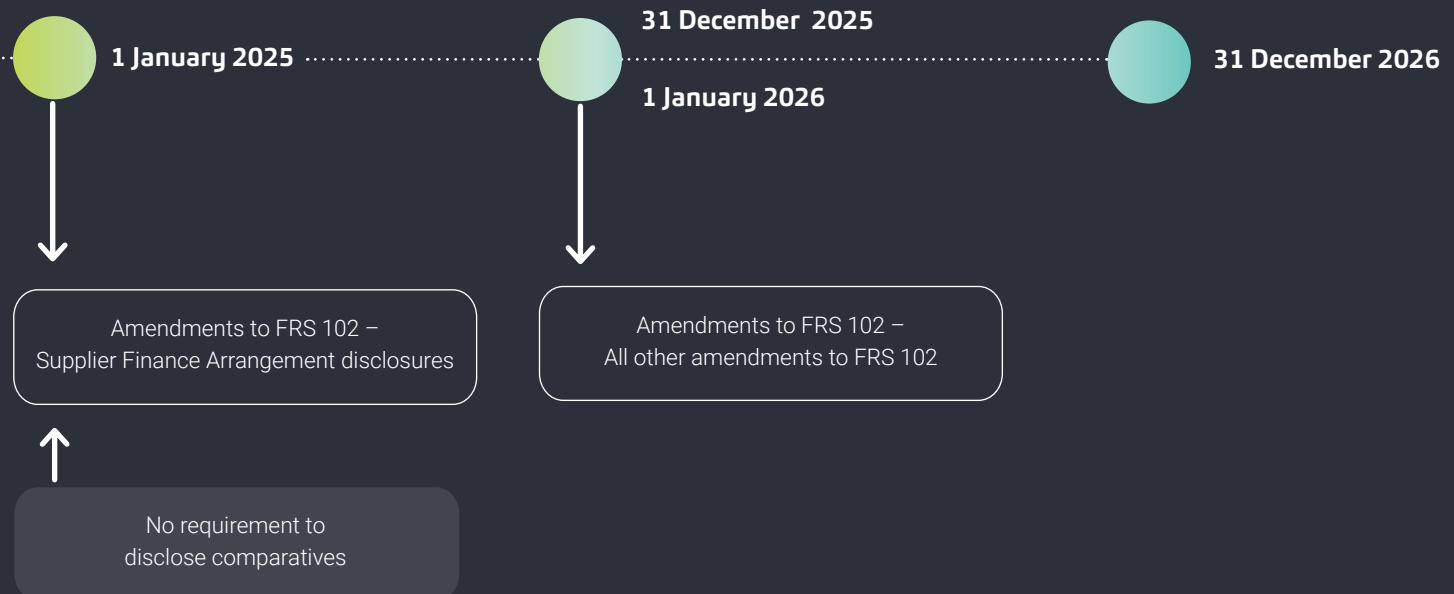 1 January 2025
31 December 2025
1 January 2026
31 December 2026
Amendments to FRS 102 –
Supplier Finance Arrangement disclosures
Amendments to FRS 102 –
All other amendments to FRS 102
No requirement to
disclose comparatives